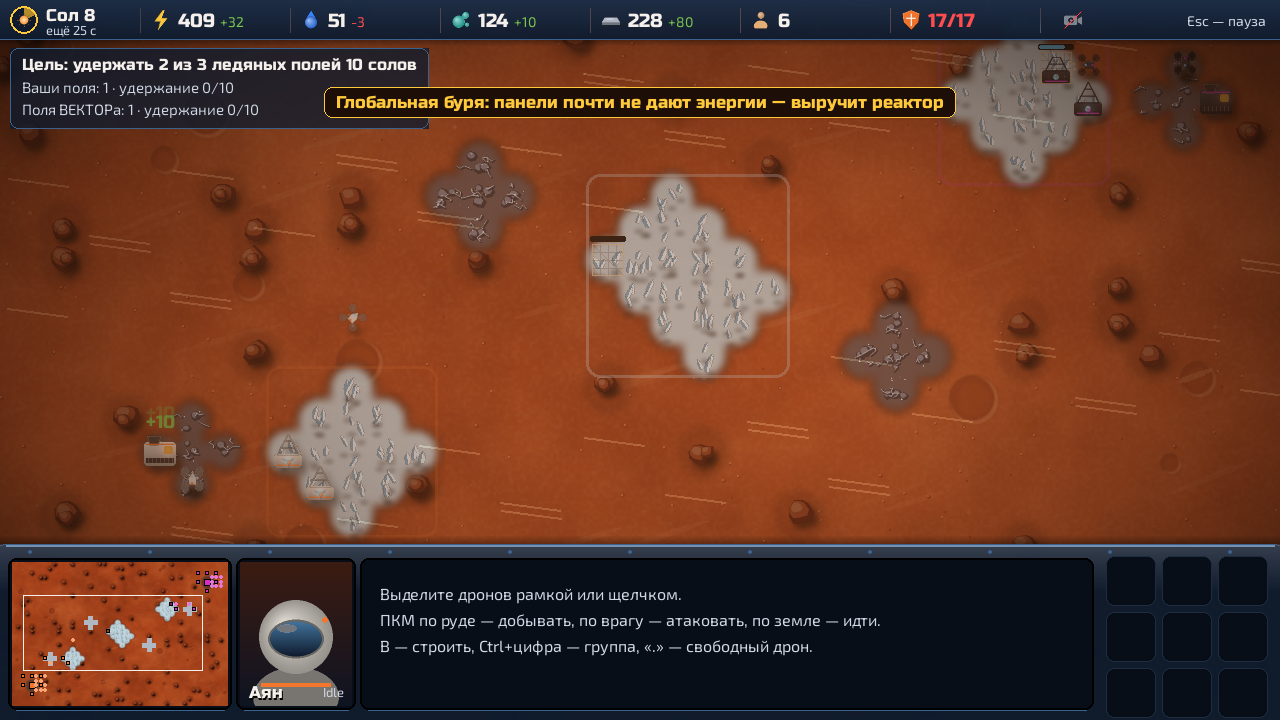 Сол 8
ещё 25 с
409 +32
51 -3
124 +10
228 +80
6
17/17
Esc — пауза
Цель: удержать 2 из 3 ледяных полей 10 солов
Ваши поля: 1 · удержание 0/10
Поля ВЕКТОРа: 1 · удержание 0/10
Глобальная буря: панели почти не дают энергии — выручит реактор
+10
Аян
Idle
Выделите дронов рамкой или щелчком.
ПКМ по руде — добывать, по врагу — атаковать, по земле — идти.
B — строить, Ctrl+цифра — группа, «.» — свободный дрон.